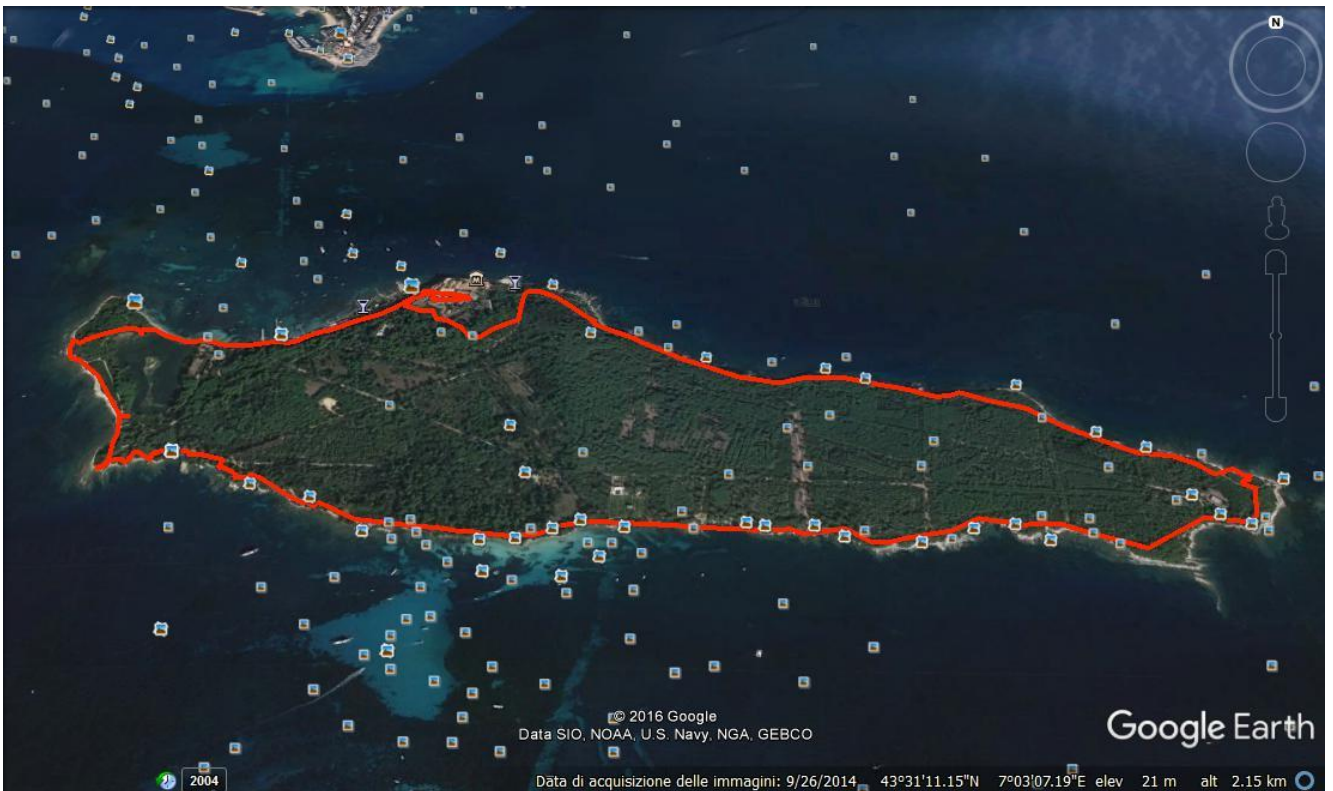 N
M
© 2016 Google
Data SIO, NOAA, U.S. Navy, NGA, GEBCO
Google Earth
2004
Data di acquisizione delle immagini: 9/26/2014 43°31'11.15"N 7°03'07.19"E elev 21 m alt 2.15 km